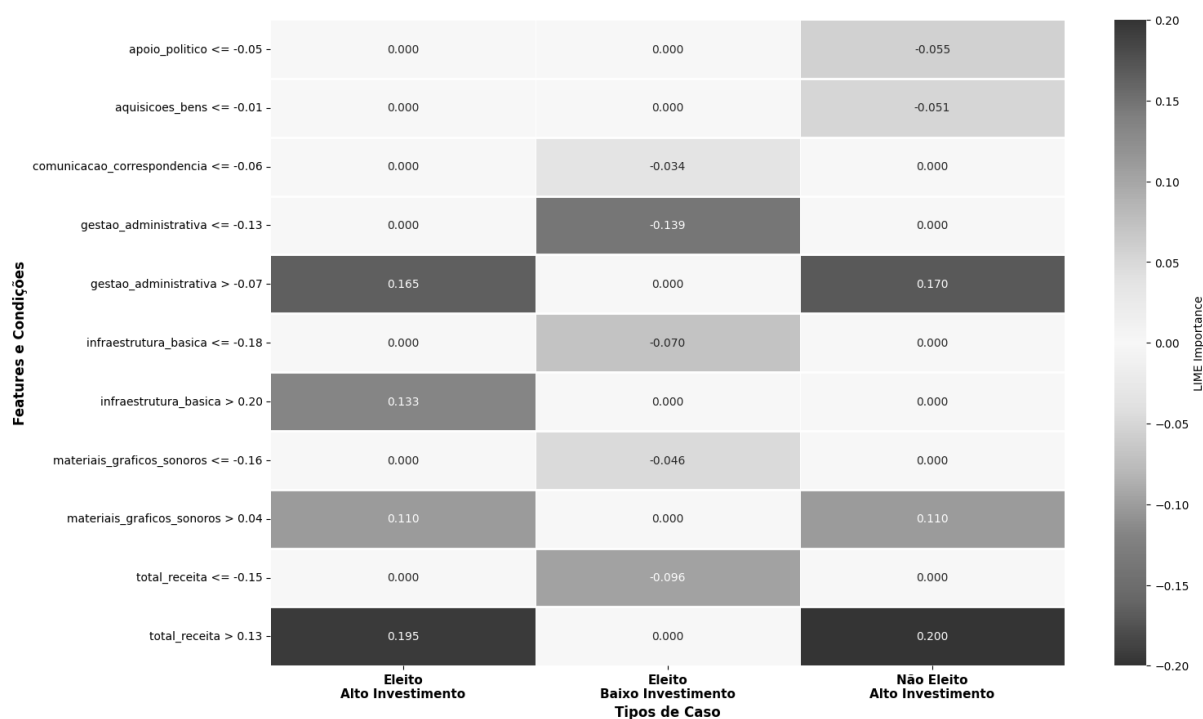 Features e Condições
apoio_politico <= -0.05 0.000 0.000 -0.055
aquisicoes_bens <= -0.01 0.000 0.000 -0.051
comunicacao_correspondencia <= -0.06 0.000 -0.034 0.000
gestao_administrativa <= -0.13 0.000 -0.139 0.000
gestao_administrativa > -0.07 0.165 0.000 0.170
infraestrutura_basica <= -0.18 0.000 -0.070 0.000
infraestrutura_basica > 0.20 0.133 0.000 0.000
materiais_graficos_sonoros <= -0.16 0.000 -0.046 0.000
materiais_graficos_sonoros > 0.04 0.110 0.000 0.110
total_receita <= -0.15 0.000 -0.096 0.000
total_receita > 0.13 0.195 0.000 0.200
Eleito
Alto Investimento
Eleito
Baixo Investimento
Não Eleito
Alto Investimento
Tipos de Caso
0.20
0.15
0.10
0.05
0.00
−0.05
−0.10
−0.15
−0.20
LIME Importance